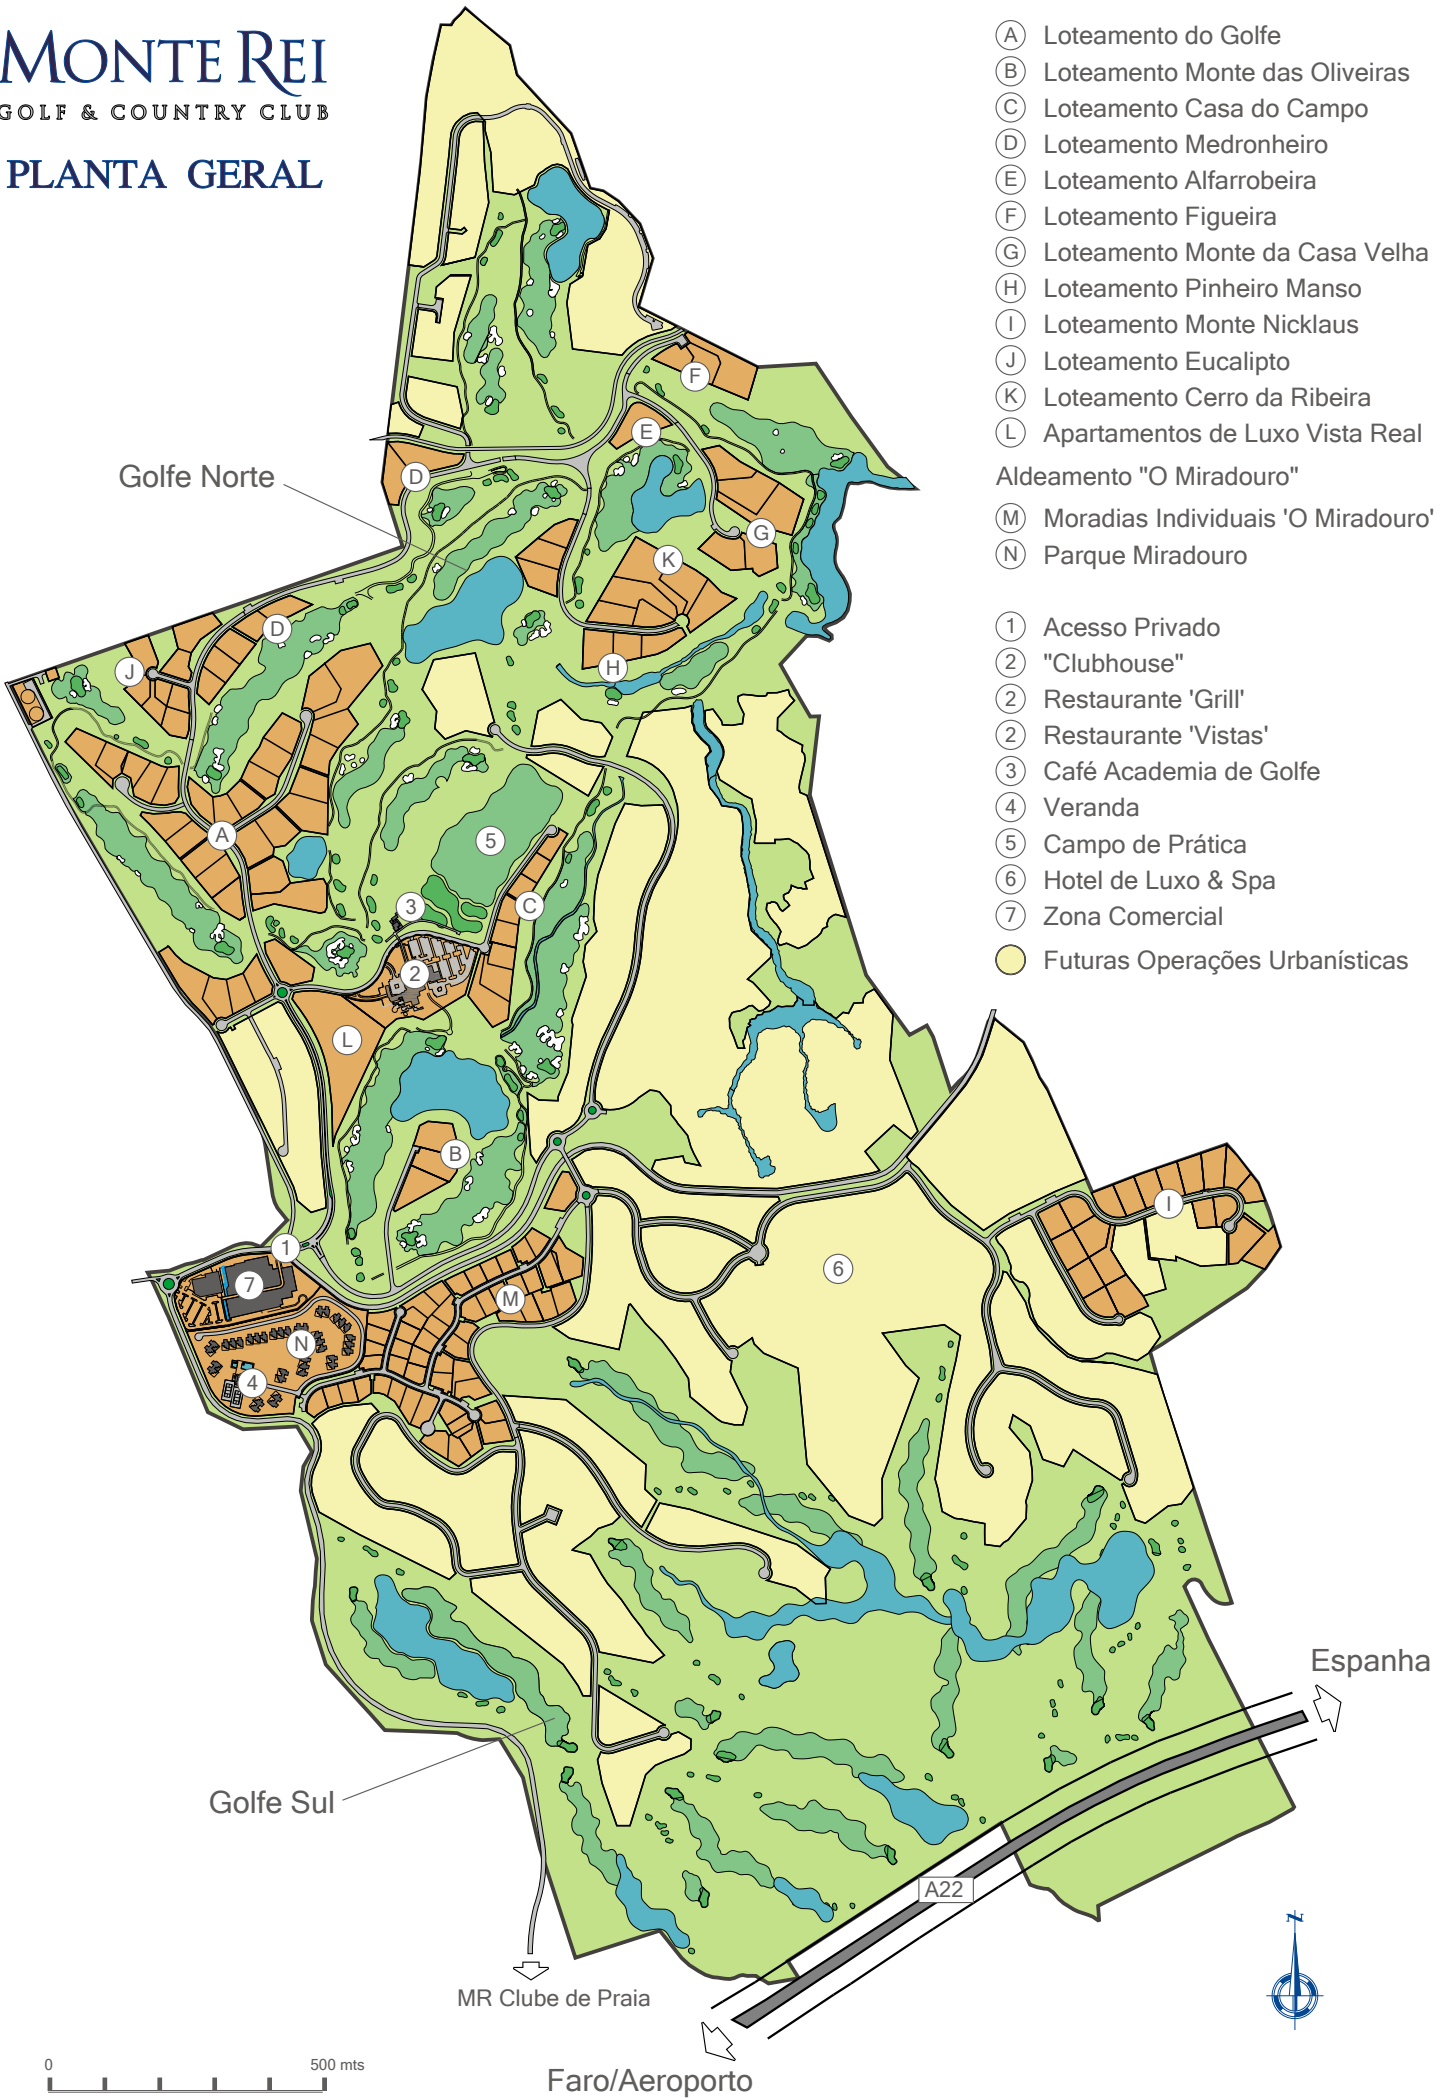 MONTE REI
GOLF & COUNTRY CLUB
PLANTA GERAL
A Loteamento do Golfe
B Loteamento Monte das Oliveiras
C Loteamento Casa do Campo
D Loteamento Medronheiro
E Loteamento Alfarrobeira
F Loteamento Figueira
G Loteamento Monte da Casa Velha
H Loteamento Pinheiro Manso
I Loteamento Monte Nicklaus
J Loteamento Eucalipto
K Loteamento Cerro da Ribeira
L Apartamentos de Luxo Vista Real
Aldeamento "O Miradouro"
M Moradias Individuais 'O Miradouro'
N Parque Miradouro
1 Acesso Privado
2 "Clubhouse"
2 Restaurante 'Grill'
2 Restaurante 'Vistas'
3 Café Academia de Golfe
4 Veranda
5 Campo de Prática
6 Hotel de Luxo & Spa
7 Zona Comercial
Futuras Operações Urbanísticas
F
E
Golfe Norte
D
G
K
D
H
J
A
5
3
C
2
L
B
I
1
6
7
M
N
4
Espanha
Golfe Sul
A22
N
MR Clube de Praia
0
500 mts
Faro/Aeroporto